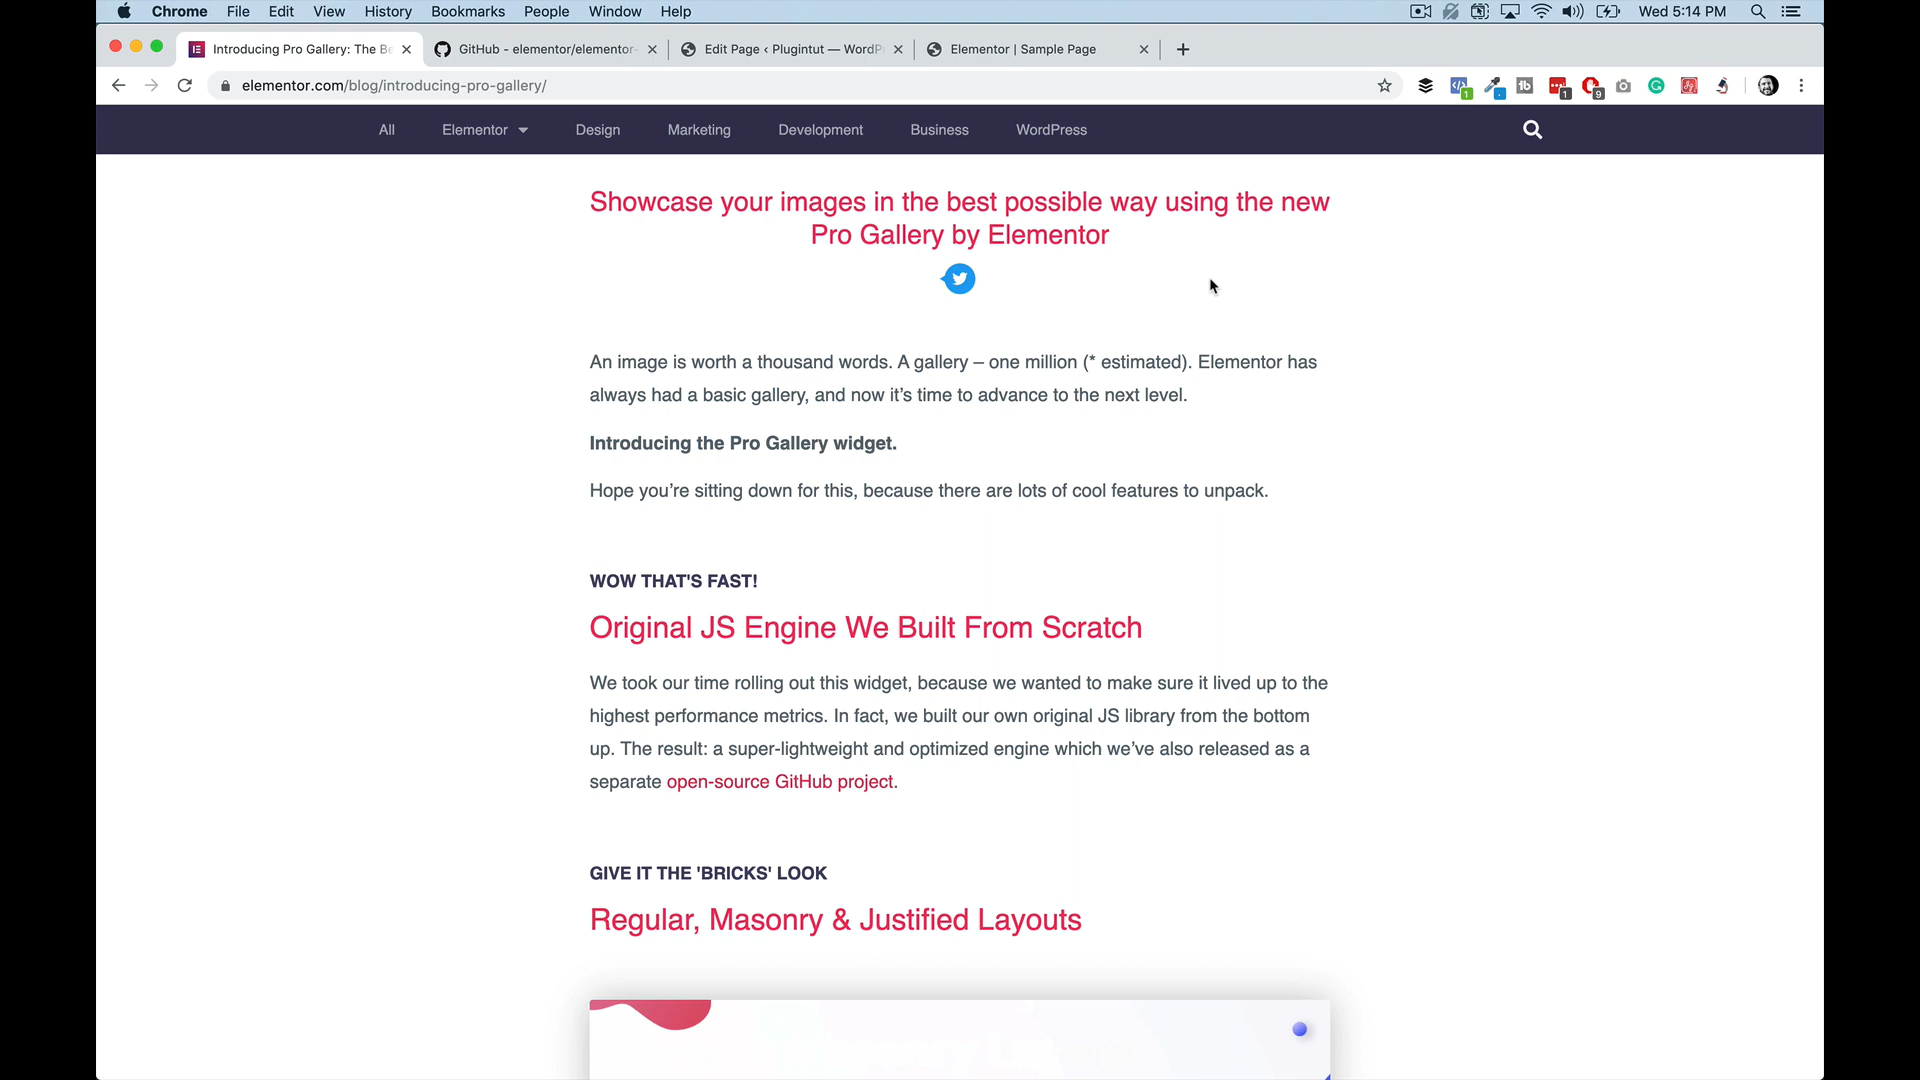 Chrome File Edit View History Bookmarks People Window Help Wed 5:14 PM
Introducing Pro Gallery: The Be GitHub - elementor/elementor- Edit Page ‹ Plugintut — WordP Elementor | Sample Page
elementor.com/blog/introducing-pro-gallery/
All Elementor Design Marketing Development Business WordPress
Showcase your images in the best possible way using the new
Pro Gallery by Elementor
An image is worth a thousand words. A gallery – one million (* estimated). Elementor has
always had a basic gallery, and now it’s time to advance to the next level.
Introducing the Pro Gallery widget.
Hope you’re sitting down for this, because there are lots of cool features to unpack.
WOW THAT'S FAST!
Original JS Engine We Built From Scratch
We took our time rolling out this widget, because we wanted to make sure it lived up to the
highest performance metrics. In fact, we built our own original JS library from the bottom
up. The result: a super-lightweight and optimized engine which we’ve also released as a
separate open-source GitHub project.
GIVE IT THE 'BRICKS' LOOK
Regular, Masonry & Justified Layouts